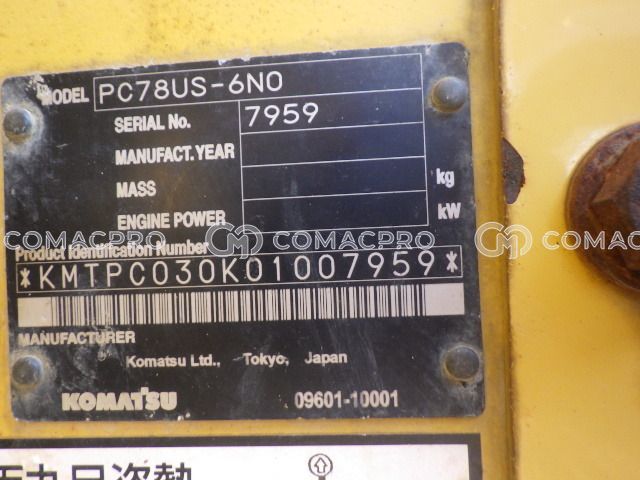 MODEL PC78US-6N0
SERIAL No. 7959
MANUFACT. YEAR
MASS kg
ENGINE POWER kW
COMACPRO COMACPRO COMACPRO
Product Identification Number
*KMTPC030K01007959*
MANUFACTURER
Komatsu Ltd., Tokyo, Japan
KOMATSU 09601-10001